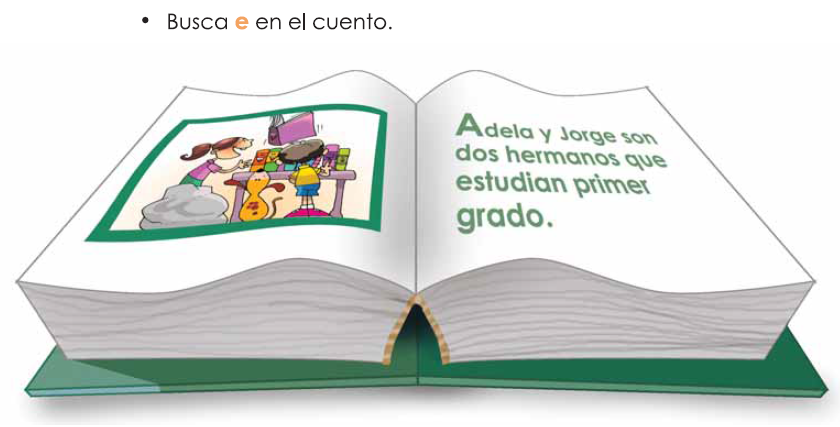 • Busca e en el cuento.
Adela y Jorge son
dos hermanos que
estudian primer
grado.